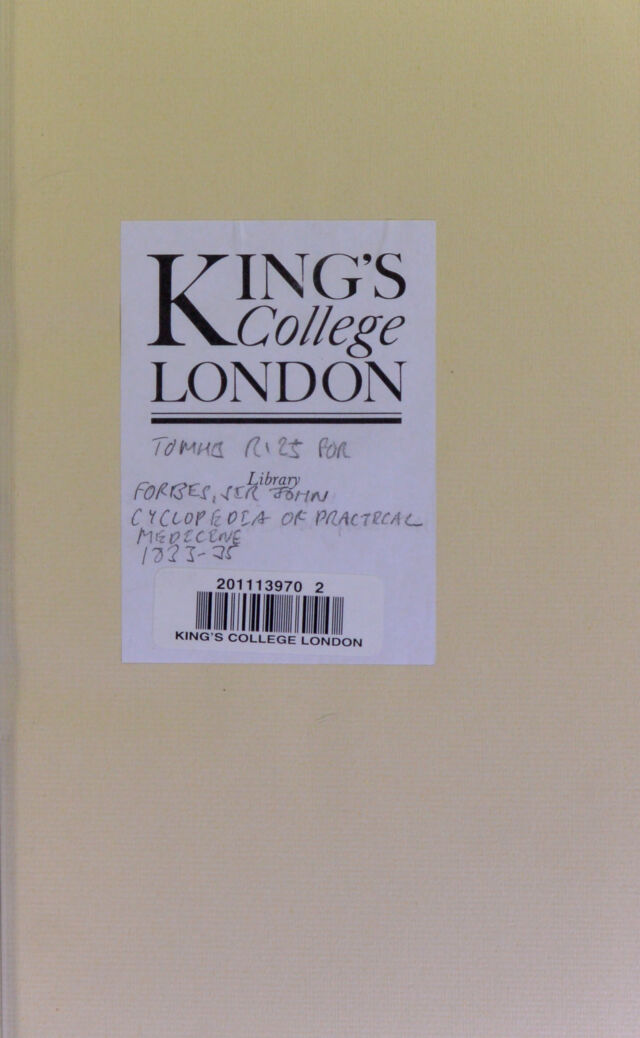 KING'S
College
LONDON
TOMHS R125 FOR
Library
FORBES, SIR JOHN
CYCLOPEDIA OF PRACTICAL
MEDICINE
1833-35
201113970 2
KING'S COLLEGE LONDON